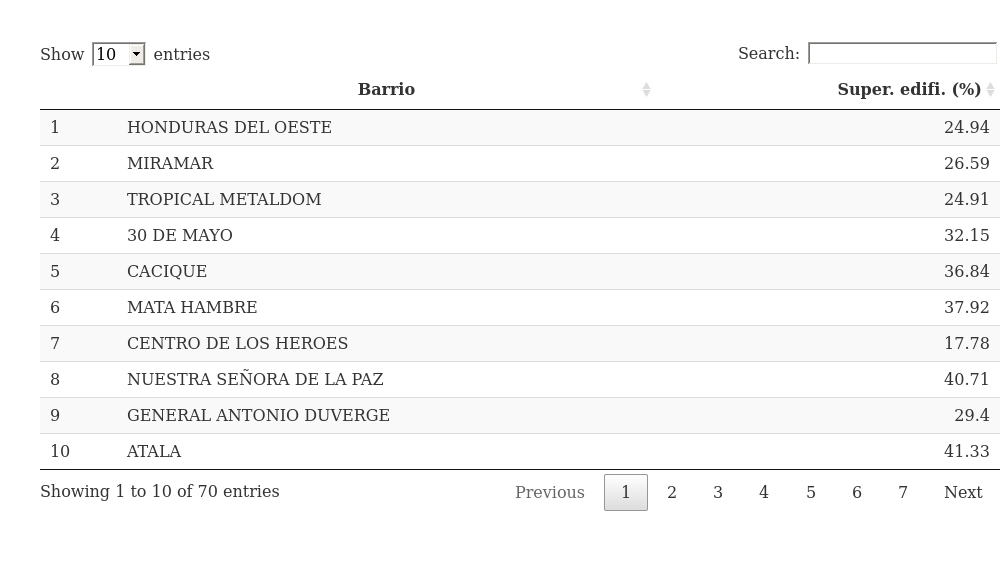 Show 10 entries Search:
Barrio Super. edifi. (%)
1 HONDURAS DEL OESTE 24.94
2 MIRAMAR 26.59
3 TROPICAL METALDOM 24.91
4 30 DE MAYO 32.15
5 CACIQUE 36.84
6 MATA HAMBRE 37.92
7 CENTRO DE LOS HEROES 17.78
8 NUESTRA SEÑORA DE LA PAZ 40.71
9 GENERAL ANTONIO DUVERGE 29.4
10 ATALA 41.33
Showing 1 to 10 of 70 entries Previous 1 2 3 4 5 6 7 Next